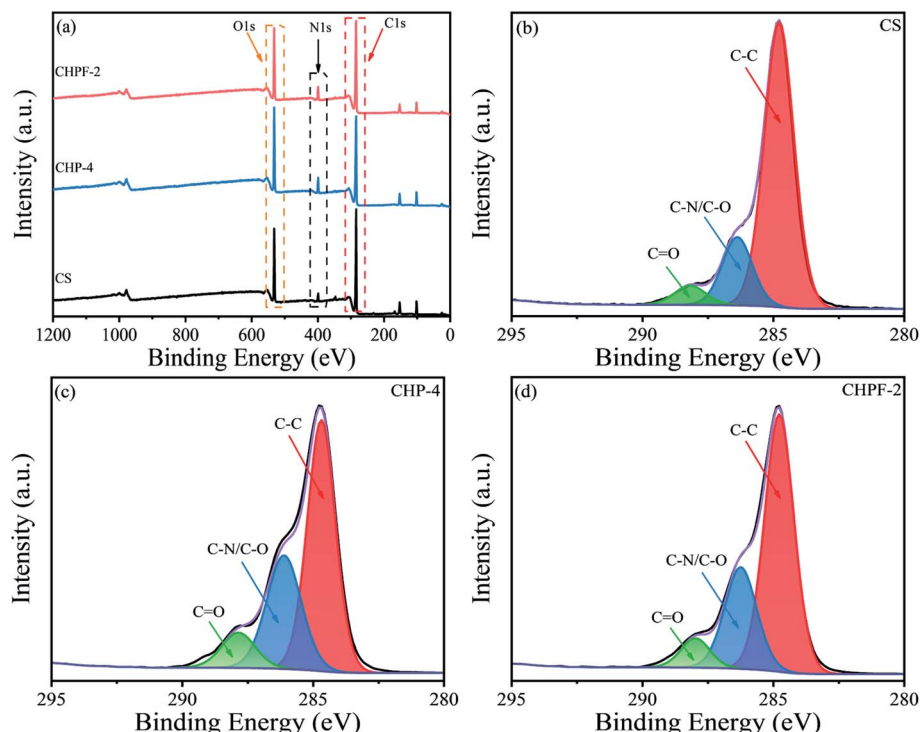 (a)
O1s
N1s
C1s
CHPF-2
CHP-4
CS
Intensity (a.u.)
1200 1000 800 600 400 200 0
Binding Energy (eV)
(b)
CS
C-C
C-N/C-O
C=O
Intensity (a.u.)
295 290 285 280
Binding Energy (eV)
(c)
CHP-4
C-C
C-N/C-O
C=O
Intensity (a.u.)
295 290 285 280
Binding Energy (eV)
(d)
CHPF-2
C-C
C-N/C-O
C=O
Intensity (a.u.)
295 290 285 280
Binding Energy (eV)